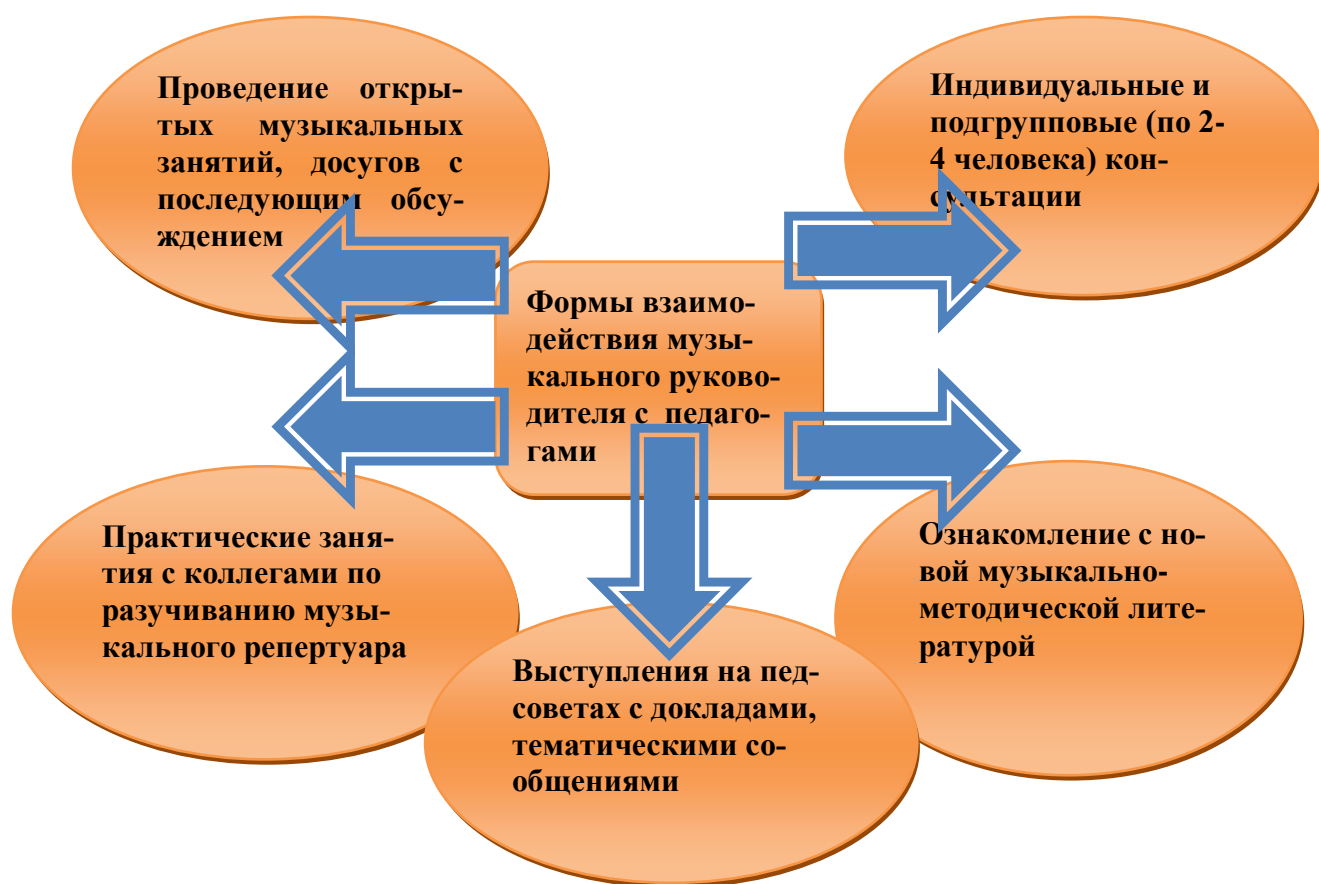 Проведение откры-
тых музыкальных
занятий, досугов с
последующим обсу-
ждением
Индивидуальные и
подгрупповые (по 2-
4 человека) кон-
сультации
Формы взаимо-
действия музы-
кального руково-
дителя с педаго-
гами
Практические заня-
тия с коллегами по
разучиванию музы-
кального репертуара
Выступления на пед-
советах с докладами,
тематическими со-
общениями
Ознакомление с но-
вой музыкально-
методической лите-
ратурой